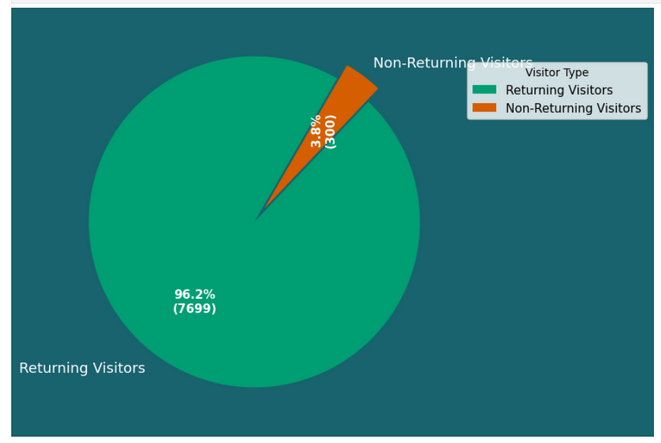 Non-Returning Visitors
Visitor Type
Returning Visitors
Non-Returning Visitors
3.8%
(300)
96.2%
(7699)
Returning Visitors